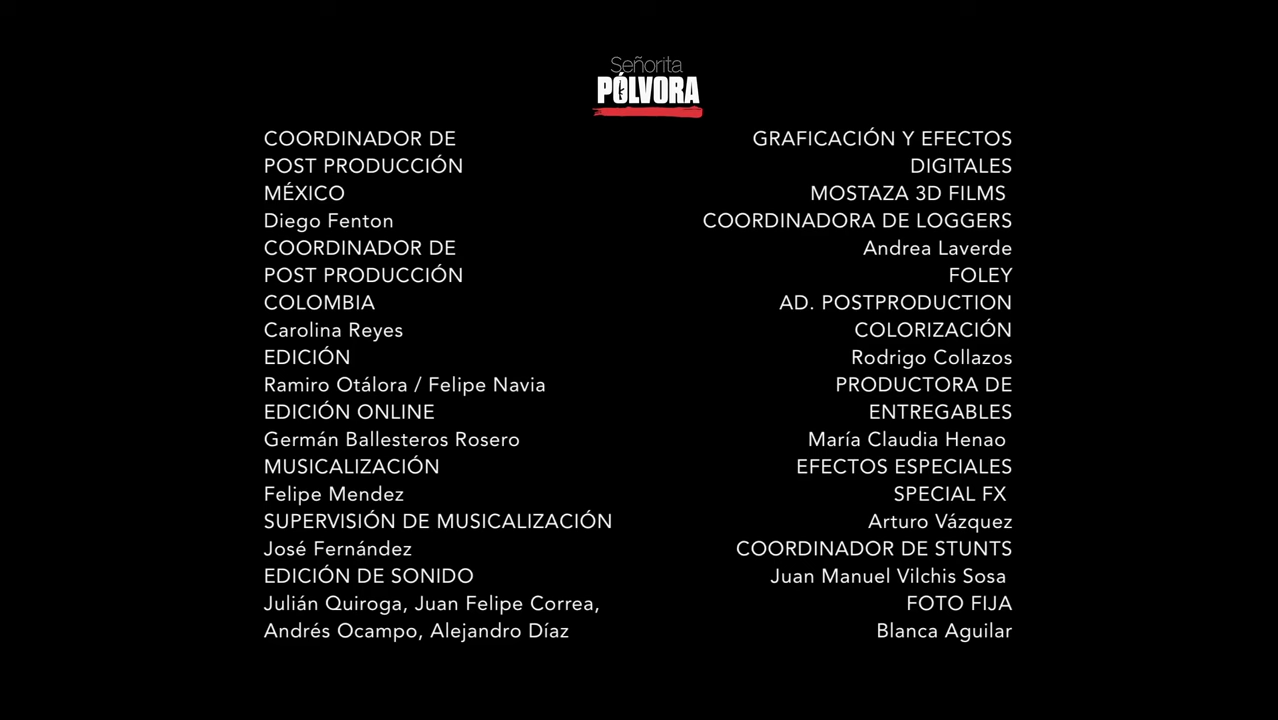 Señorita
PÓLVORA
COORDINADOR DE
POST PRODUCCIÓN
MÉXICO
Diego Fenton
COORDINADOR DE
POST PRODUCCIÓN
COLOMBIA
Carolina Reyes
EDICIÓN
Ramiro Otálora / Felipe Navia
EDICIÓN ONLINE
Germán Ballesteros Rosero
MUSICALIZACIÓN
Felipe Mendez
SUPERVISIÓN DE MUSICALIZACIÓN
José Fernández
EDICIÓN DE SONIDO
Julián Quiroga, Juan Felipe Correa,
Andrés Ocampo, Alejandro Díaz
GRAFICACIÓN Y EFECTOS
DIGITALES
MOSTAZA 3D FILMS
COORDINADORA DE LOGGERS
Andrea Laverde
FOLEY
AD. POSTPRODUCTION
COLORIZACIÓN
Rodrigo Collazos
PRODUCTORA DE
ENTREGABLES
María Claudia Henao
EFECTOS ESPECIALES
SPECIAL FX
Arturo Vázquez
COORDINADOR DE STUNTS
Juan Manuel Vilchis Sosa
FOTO FIJA
Blanca Aguilar